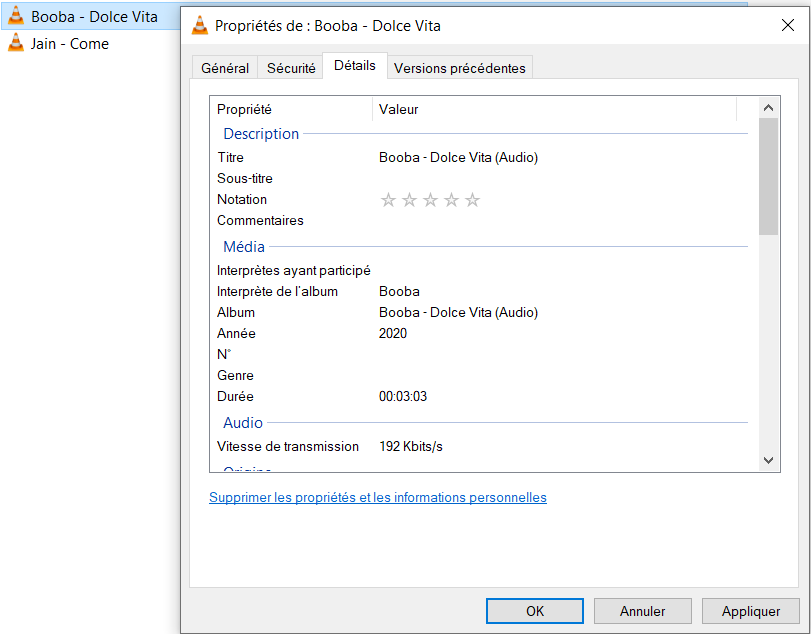 Booba - Dolce Vita
Jain - Come
Propriétés de : Booba - Dolce Vita
Général Sécurité Détails Versions précédentes
Propriété Valeur
Description
Titre Booba - Dolce Vita (Audio)
Sous-titre
Notation
Commentaires
Média
Interprètes ayant participé
Interprète de l'album Booba
Album Booba - Dolce Vita (Audio)
Année 2020
N°
Genre
Durée 00:03:03
Audio
Vitesse de transmission 192 Kbits/s
Origine
Supprimer les propriétés et les informations personnelles
OK Annuler Appliquer